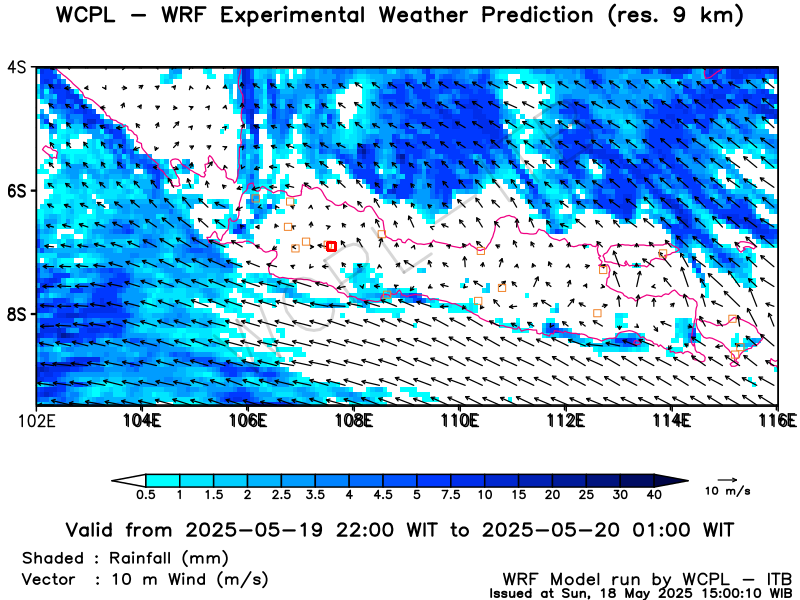 WCPL – WRF Experimental Weather Prediction (res. 9 km)
4S
6S
8S
102E 104E 106E 108E 110E 112E 114E 116E
WCPL
0.5 1 1.5 2 2.5 3.5 4 4.5 5 7.5 10 15 20 25 30 40
10 m/s
Valid from 2025-05-19 22:00 WIT to 2025-05-20 01:00 WIT
Shaded : Rainfall (mm)
Vector : 10 m Wind (m/s)
WRF Model run by WCPL – ITB
Issued at Sun, 18 May 2025 15:00:10 WIB